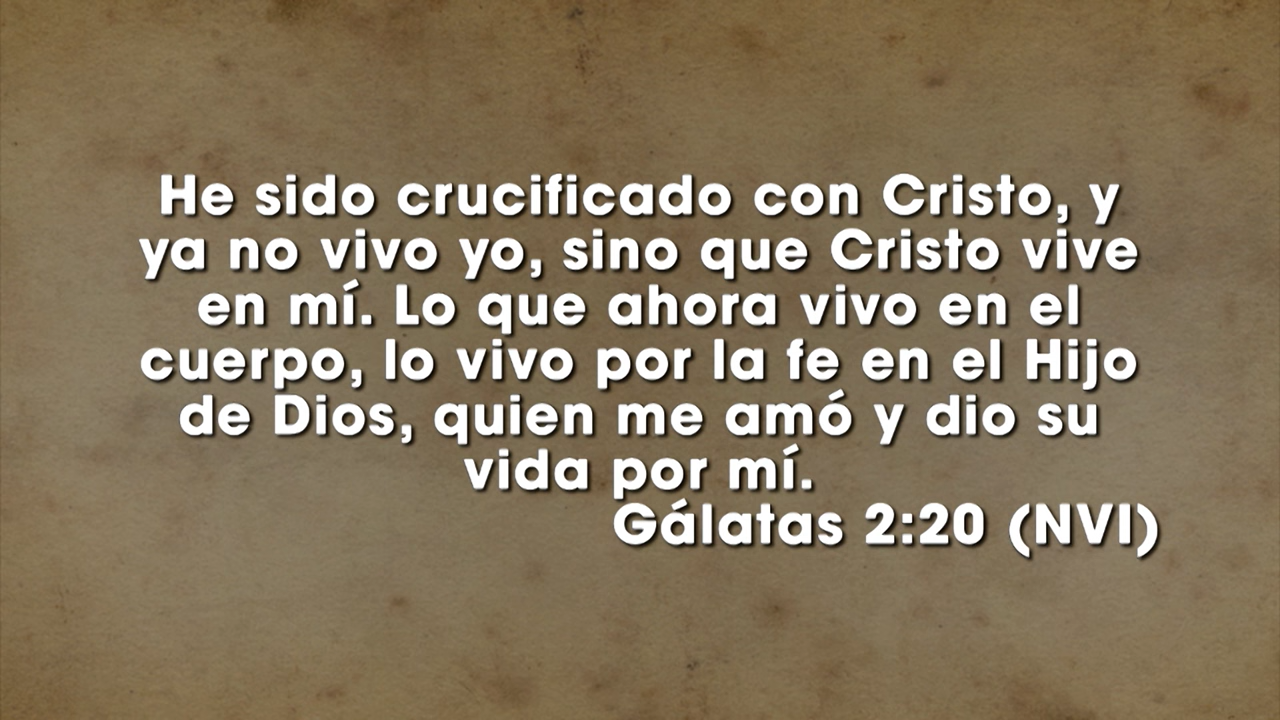 He sido crucificado con Cristo, y
ya no vivo yo, sino que Cristo vive
en mí. Lo que ahora vivo en el
cuerpo, lo vivo por la fe en el Hijo
de Dios, quien me amó y dio su
vida por mí.
Gálatas 2:20 (NVI)